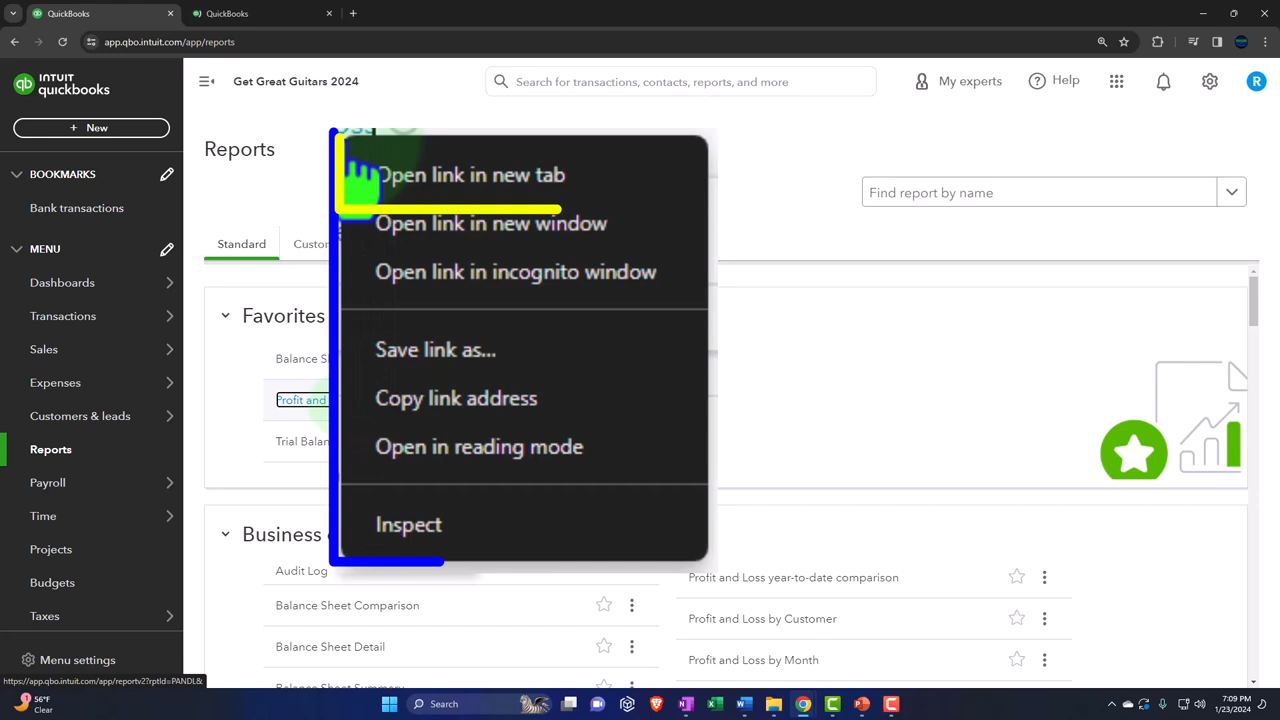 QuickBooks
QuickBooks
app.qbo.intuit.com/app/reports
INTUIT
quickbooks
Get Great Guitars 2024
Search for transactions, contacts, reports, and more
My experts
Help
R
+ New
Reports
BOOKMARKS
Bank transactions
Find report by name
MENU
Standard
Dashboards
Transactions
Sales
Expenses
Customers & leads
Reports
Payroll
Time
Projects
Budgets
Taxes
Menu settings
Open link in new tab
Open link in new window
Open link in incognito window
Save link as...
Copy link address
Open in reading mode
Inspect
Favorites
Profit and
Business
Audit Log
Balance Sheet Comparison
Balance Sheet Detail
Balance Sheet Summary
Profit and Loss year-to-date comparison
Profit and Loss by Customer
Profit and Loss by Month
https://app.qbo.intuit.com/app/reportv2?rptId=PANDL&
56°F
Clear
Search
7:09 PM
1/23/2024